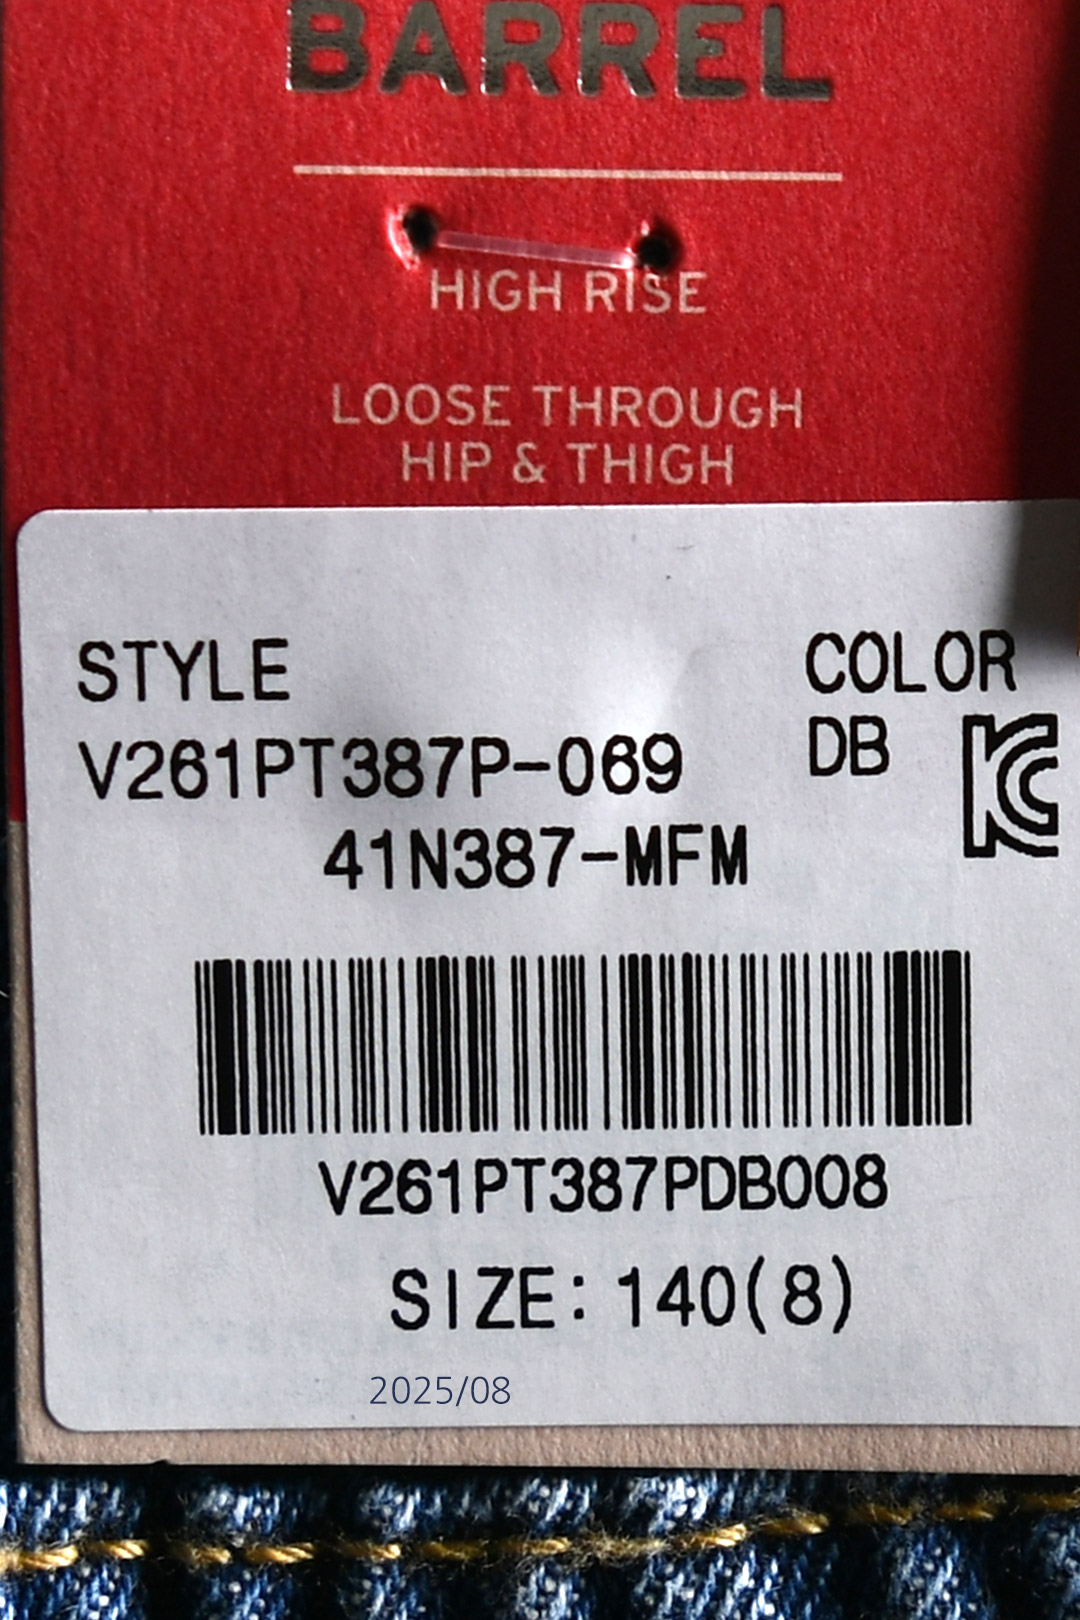 BARREL
HIGH RISE
LOOSE THROUGH
HIP & THIGH
STYLE
COLOR
V261PT387P-069
DB
41N387-MFM
V261PT387PDB008
SIZE: 140(8)
2025/08